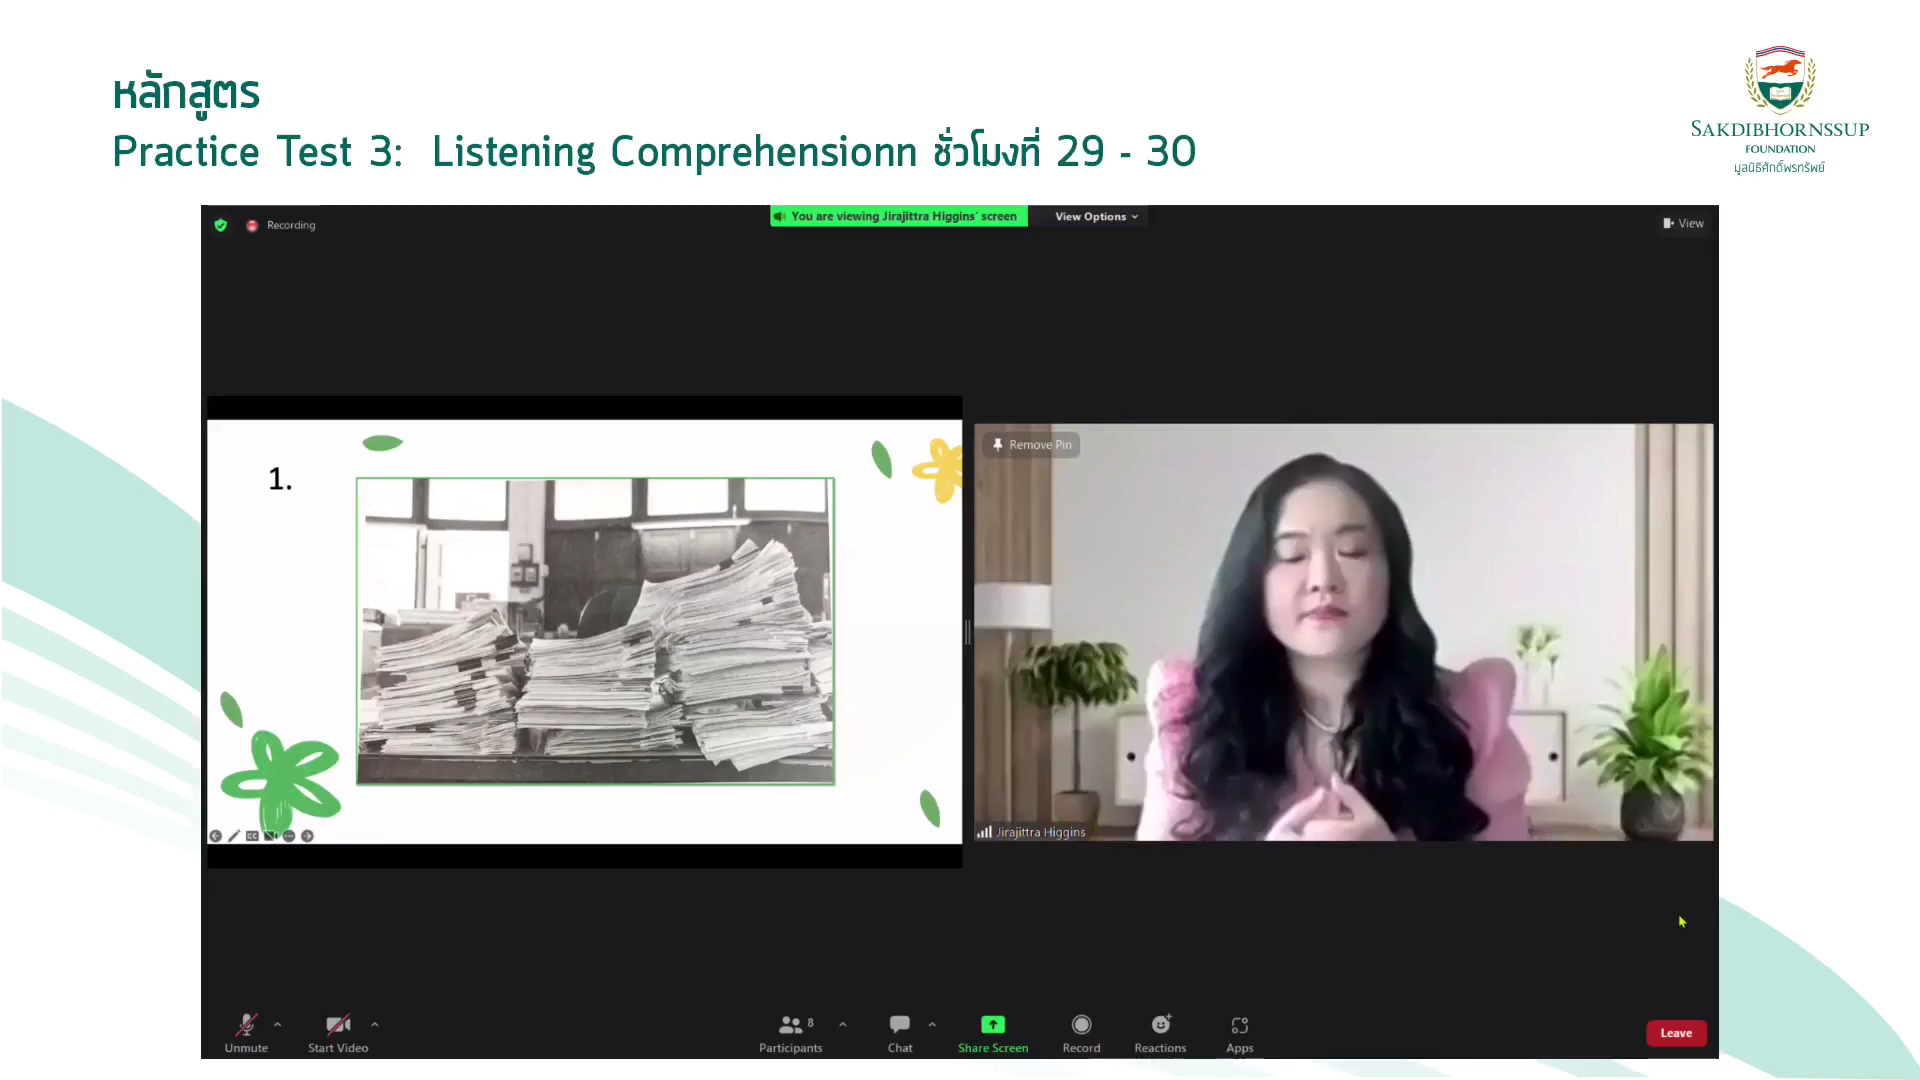 หลักสูตร
Practice Test 3:  Listening Comprehensionn ชั่วโมงที่ 29 - 30
SAKDIBHORNSSUP
FOUNDATION
มูลนิธิศักดิ์พรทรัพย์
Recording
You are viewing Jirajittra Higgins' screen
View Options
View
1.
Remove Pin
Jirajittra Higgins
CC
Unmute
Start Video
Participants
8
Chat
Share Screen
Record
Reactions
Apps
Leave